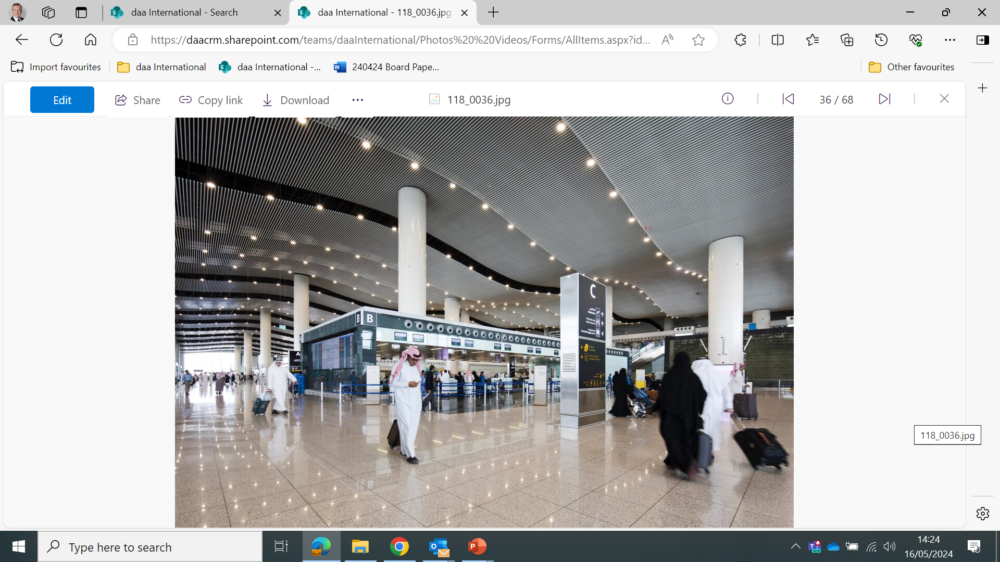 daa International - Search
daa International - 118_0036.jpg
https://daacrm.sharepoint.com/teams/daaInternational/Photos%20%20Videos/Forms/AllItems.aspx?id...
Import favourites
daa International
daa International -...
240424 Board Pape...
Other favourites
Edit
Share
Copy link
Download
118_0036.jpg
36 / 68
C
B
B
A
B4
118_0036.jpg
Type here to search
14:24
16/05/2024